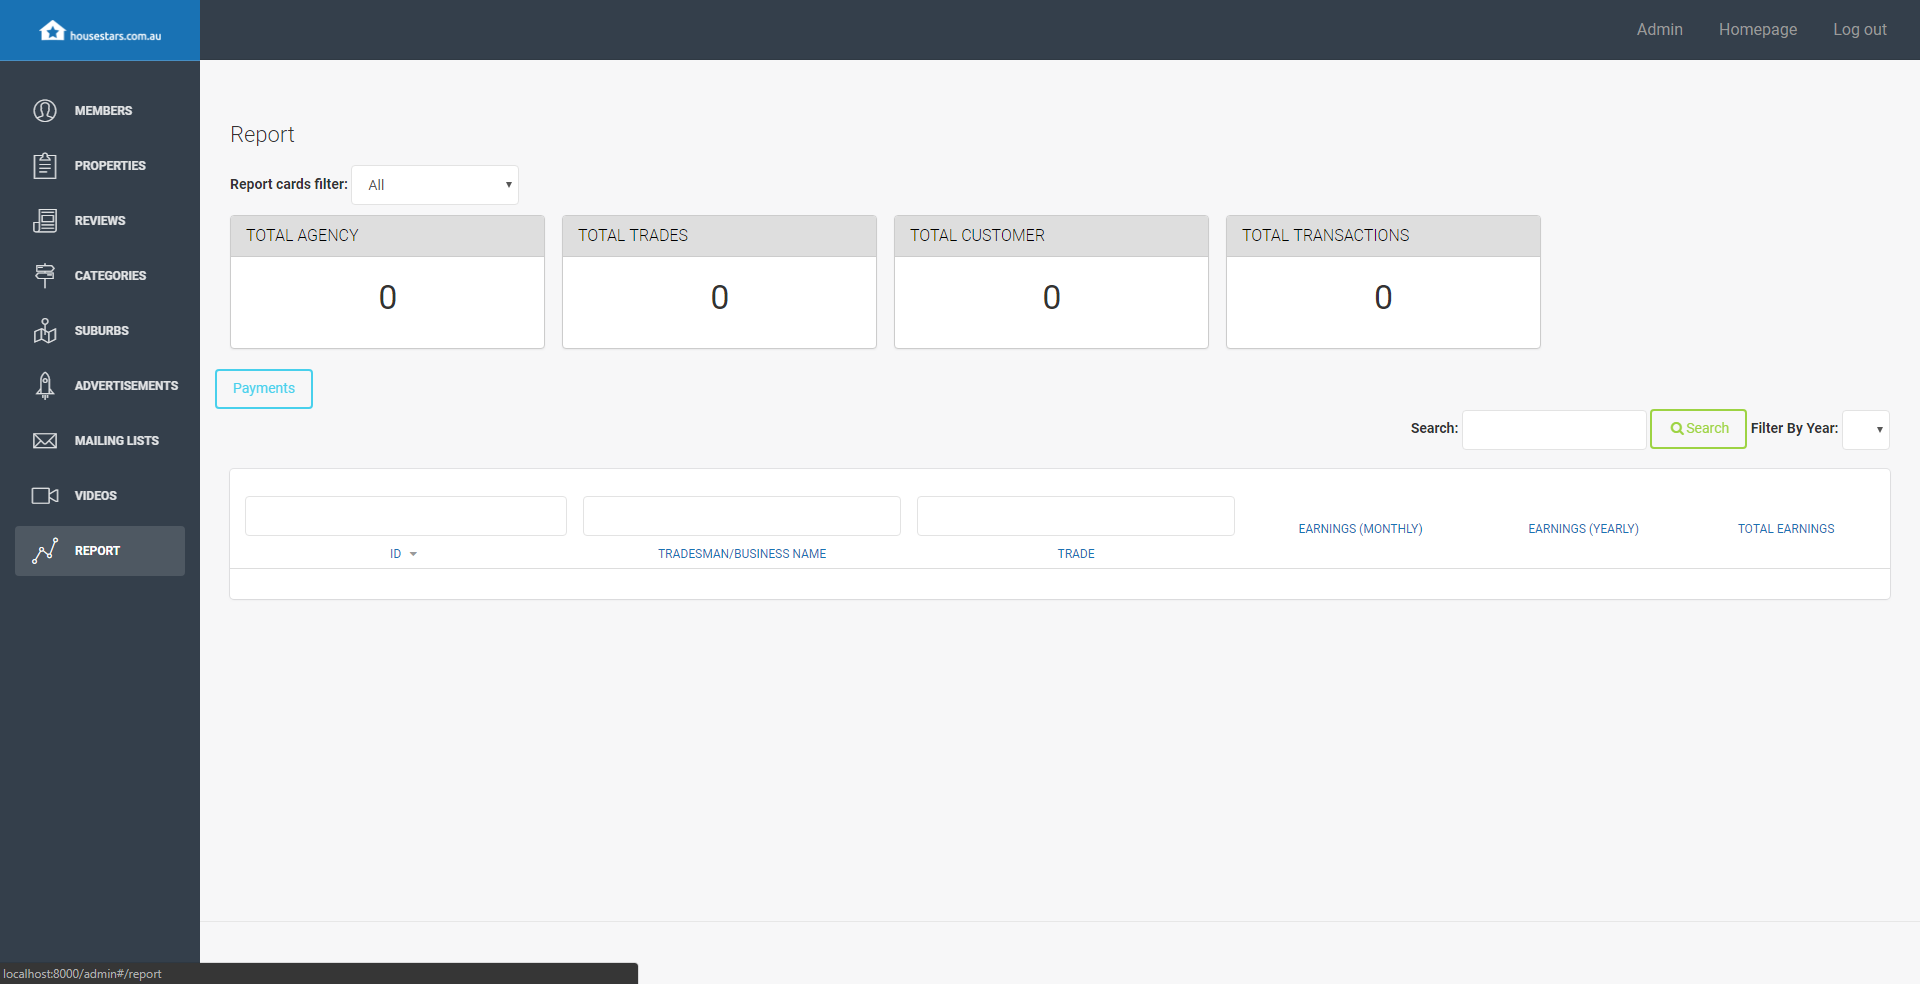 housestars.com.au
Admin Homepage Log out
MEMBERS
PROPERTIES
REVIEWS
CATEGORIES
SUBURBS
ADVERTISEMENTS
MAILING LISTS
VIDEOS
REPORT
Report
Report cards filter: All
TOTAL AGENCY
0
TOTAL TRADES
0
TOTAL CUSTOMER
0
TOTAL TRANSACTIONS
0
Payments
Search: Search Filter By Year:
ID TRADESMAN/BUSINESS NAME TRADE EARNINGS (MONTHLY) EARNINGS (YEARLY) TOTAL EARNINGS
localhost:8000/admin#/report